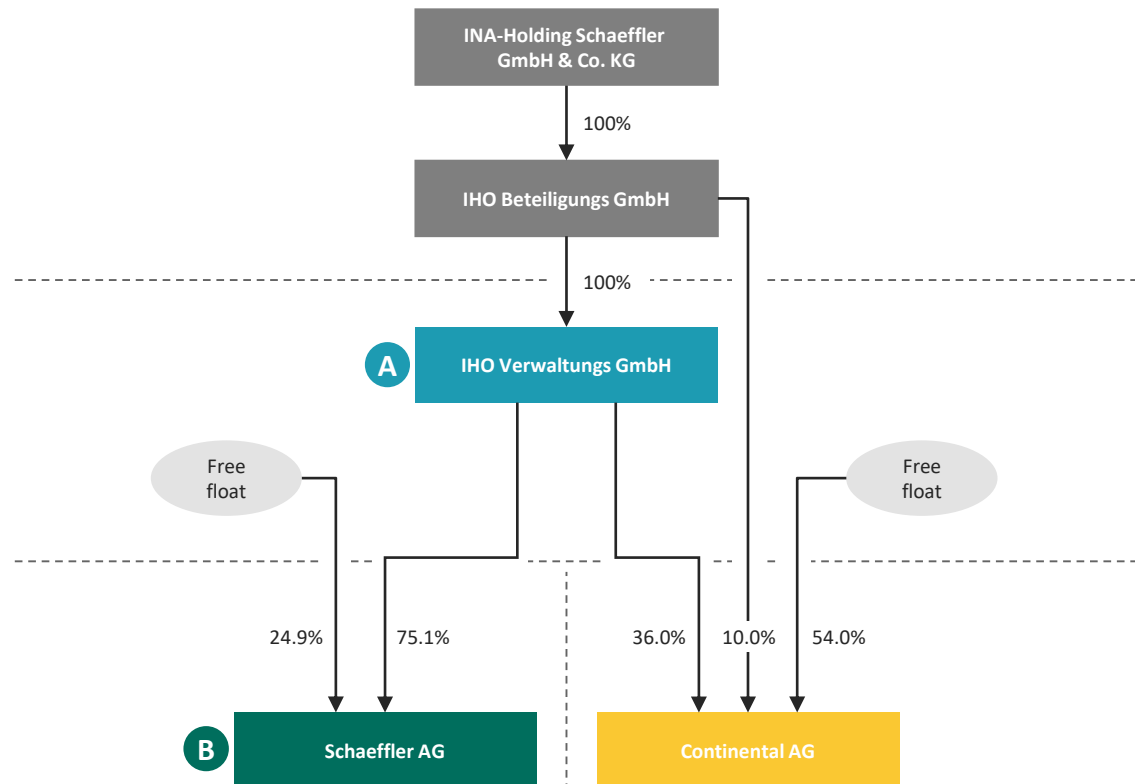 INA-Holding Schaeffler
GmbH & Co. KG
100%
IHO Beteiligungs GmbH
100%
A
IHO Verwaltungs GmbH
Free
float
Free
float
24.9%
75.1%
36.0%
10.0%
54.0%
B
Schaeffler AG
Continental AG